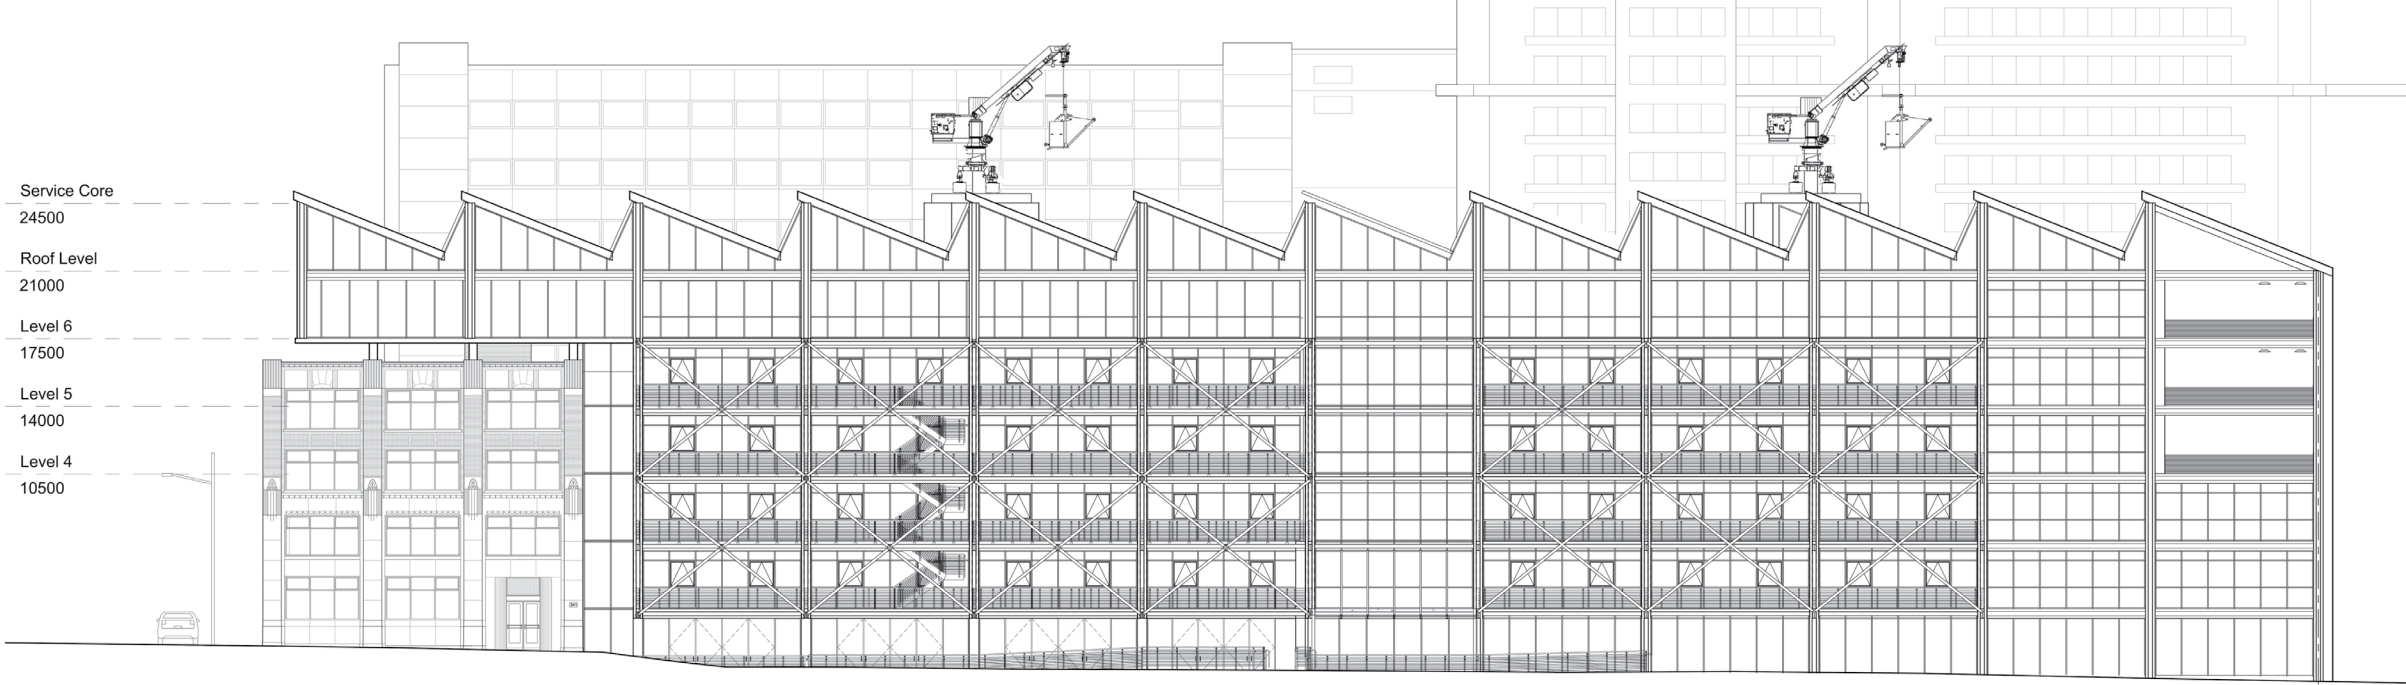 Service Core
24500
Roof Level
21000
Level 6
17500
Level 5
14000
Level 4
10500